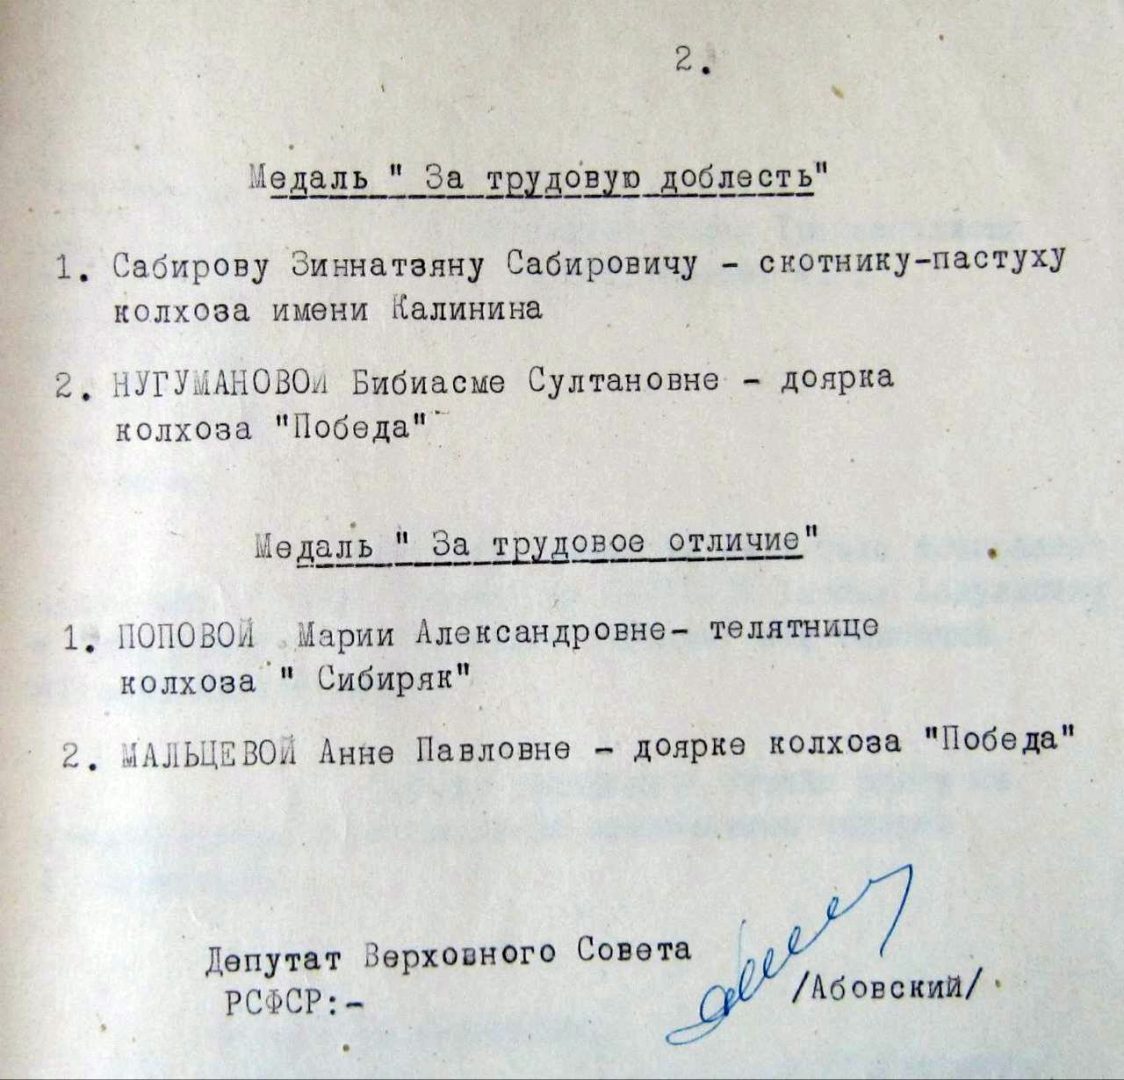 2.
Медаль " За трудовую доблесть"
1. Сабирову Зиннатзяну Сабировичу - скотнику-пастуху
колхоза имени Калинина
2. НУГУМАНОВОЙ Бибиасме Султановне - доярка
колхоза "Победа"
Медаль " За трудовое отличие"
1. ПОПОВОЙ Марии Александровне- телятнице
колхоза " Сибиряк"
2. МАЛЬЦЕВОЙ Анне Павловне - доярке колхоза "Победа"
Депутат Верховного Совета
РСФСР:- /Абовский/